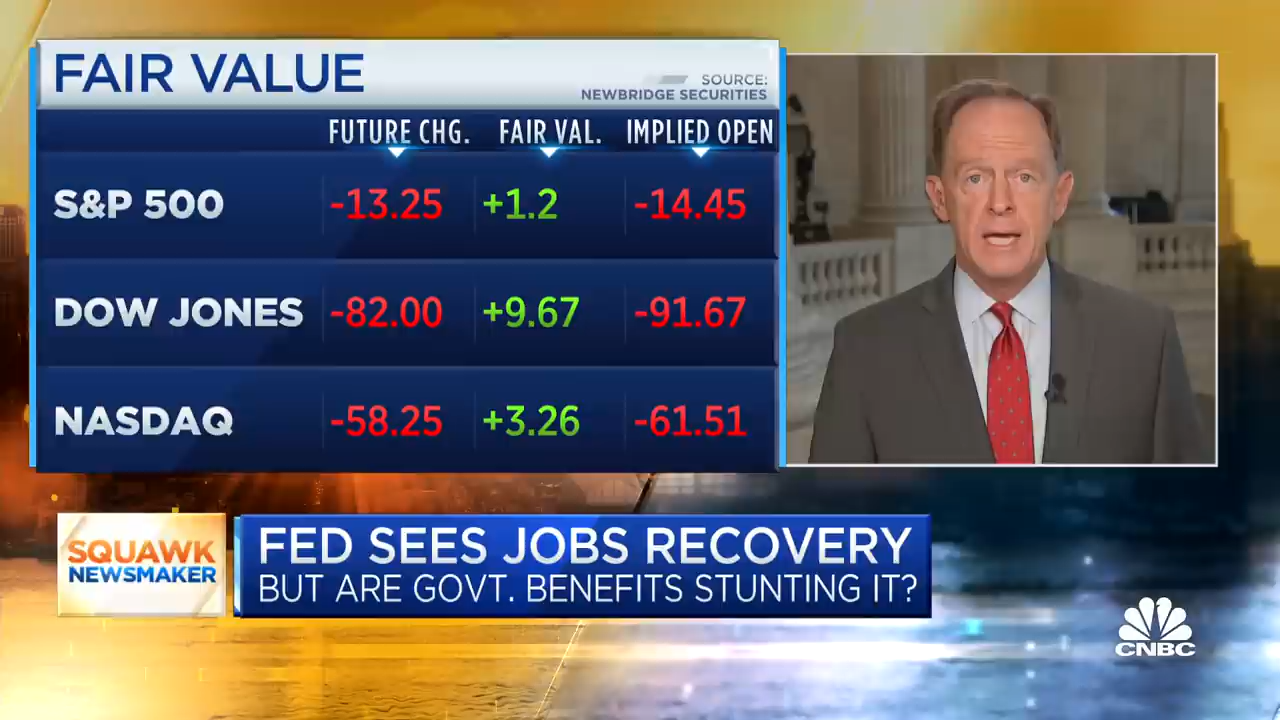 FAIR VALUE
SOURCE:
NEWBRIDGE SECURITIES
FUTURE CHG. FAIR VAL. IMPLIED OPEN
S&P 500 -13.25 +1.2 -14.45
DOW JONES -82.00 +9.67 -91.67
NASDAQ -58.25 +3.26 -61.51
SQUAWK
NEWSMAKER
FED SEES JOBS RECOVERY
BUT ARE GOVT. BENEFITS STUNTING IT?
CNBC